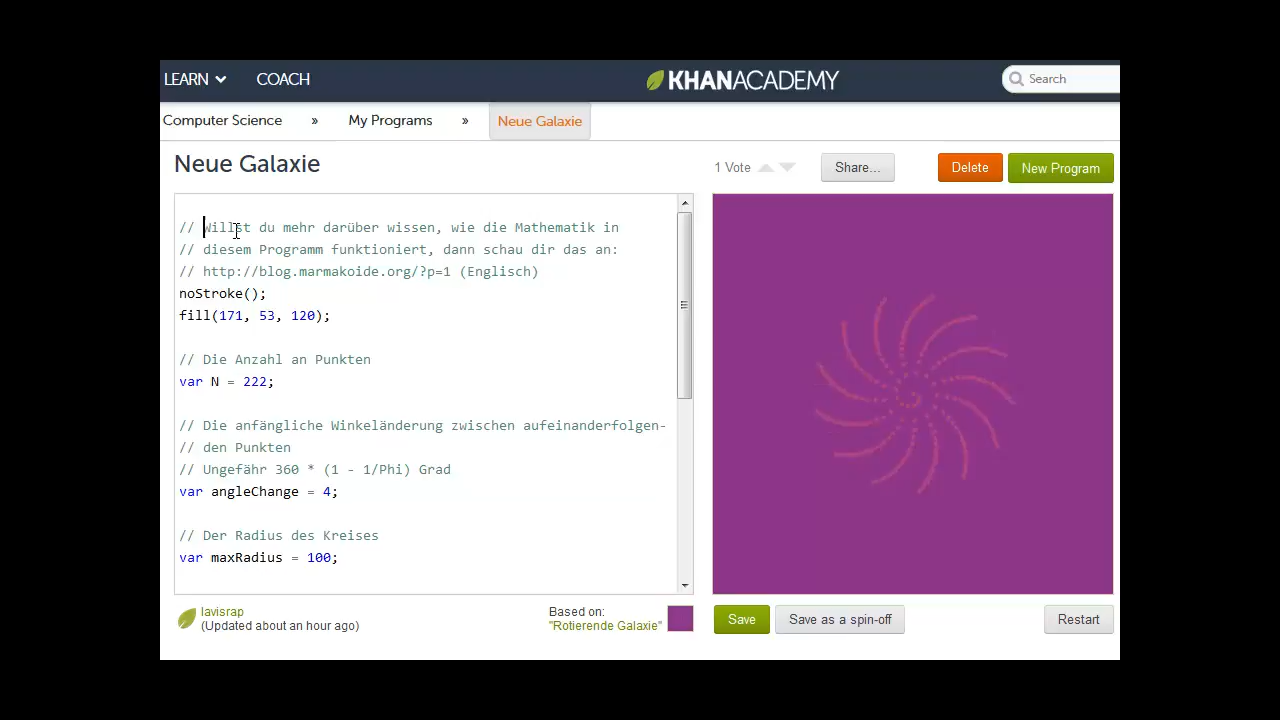 LEARN COACH KHANACADEMY Search
Computer Science » My Programs » Neue Galaxie
Neue Galaxie
1 Vote Share... Delete New Program
// Willst du mehr darüber wissen, wie die Mathematik in
// diesem Programm funktioniert, dann schau dir das an:
// http://blog.marmakoide.org/?p=1 (Englisch)
noStroke();
fill(171, 53, 120);
// Die Anzahl an Punkten
var N = 222;
// Die anfängliche Winkeländerung zwischen aufeinanderfolgen-
// den Punkten
// Ungefähr 360 * (1 - 1/Phi) Grad
var angleChange = 4;
// Der Radius des Kreises
var maxRadius = 100;
lavisrap
(Updated about an hour ago)
Based on:
"Rotierende Galaxie"
Save Save as a spin-off Restart